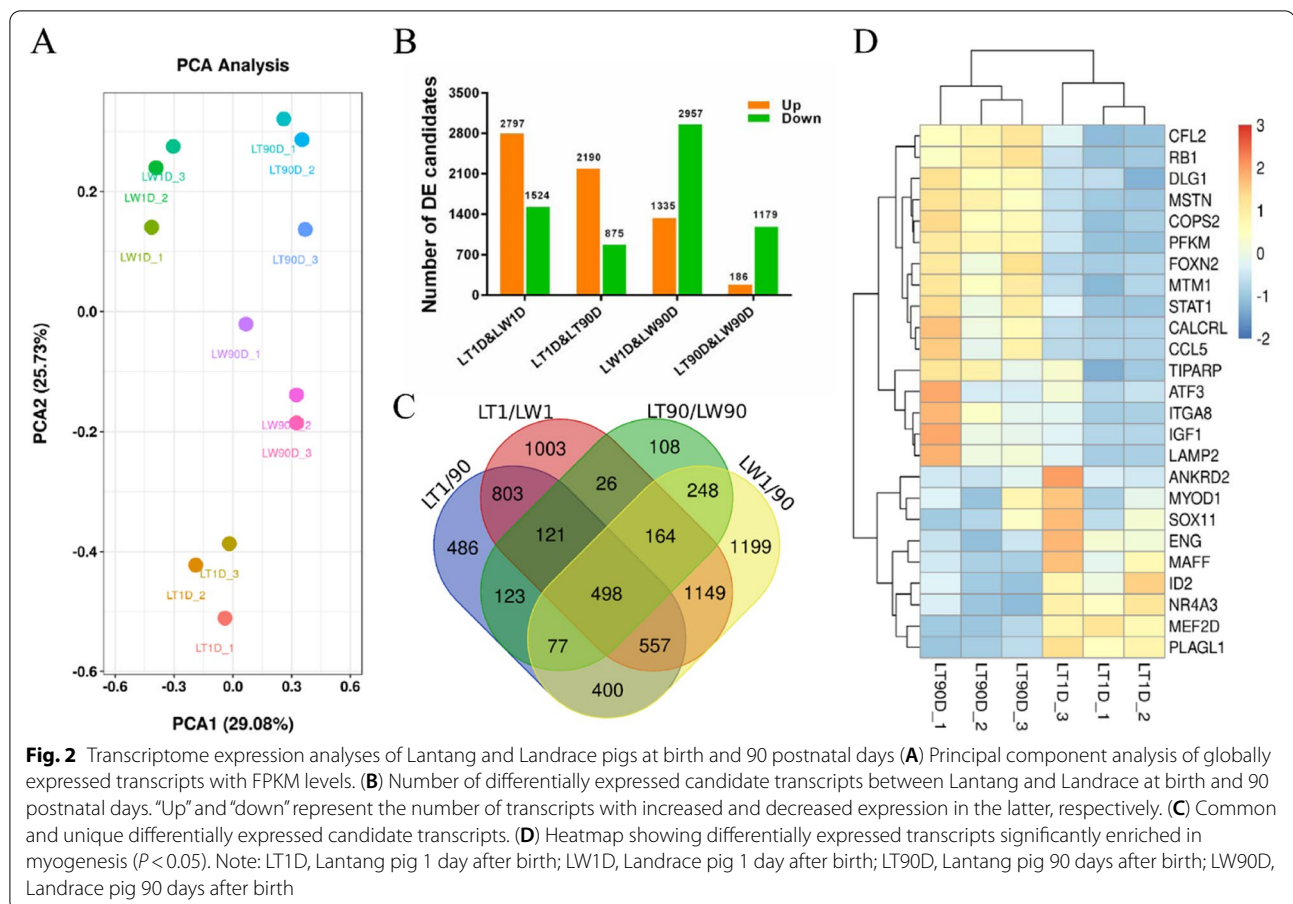 A
PCA Analysis
PCA2 (25.73%)
0.2
0.0
-0.2
-0.4
-0.6
-0.6
-0.3
0.0
0.3
0.6
PCA1 (29.08%)
LT90D_1
LT90D_2
LW1D_3
LW1D_2
LT90D_3
LW1D_1
LW90D_1
LW90D_2
LW90D_3
LT1D_3
LT1D_2
LT1D_1
B
Number of DE candidates
3500
2800
2100
1400
700
0
Up
Down
2797
1524
2190
875
1335
2957
186
1179
LT1D&LW1D
LT1D&LT90D
LW1D&LW90D
LT90D&LW90D
C
LT1/LW1
LT90/LW90
LT1/90
LW1/90
1003
108
803
26
248
486
121
164
1199
123
498
1149
77
557
400
D
3
2
1
0
-1
-2
CFL2
RB1
DLG1
MSTN
COPS2
PFKM
FOXN2
MTM1
STAT1
CALCRL
CCL5
TIPARP
ATF3
ITGA8
IGF1
LAMP2
ANKRD2
MYOD1
SOX11
ENG
MAFF
ID2
NR4A3
MEF2D
PLAGL1
LT90D_1
LT90D_2
LT90D_3
LT1D_3
LT1D_1
LT1D_2
Fig. 2 Transcriptome expression analyses of Lantang and Landrace pigs at birth and 90 postnatal days (A) Principal component analysis of globally
expressed transcripts with FPKM levels. (B) Number of differentially expressed candidate transcripts between Lantang and Landrace at birth and 90
postnatal days. “Up” and “down” represent the number of transcripts with increased and decreased expression in the latter, respectively. (C) Common
and unique differentially expressed candidate transcripts. (D) Heatmap showing differentially expressed transcripts significantly enriched in
myogenesis (P < 0.05). Note: LT1D, Lantang pig 1 day after birth; LW1D, Landrace pig 1 day after birth; LT90D, Lantang pig 90 days after birth; LW90D,
Landrace pig 90 days after birth